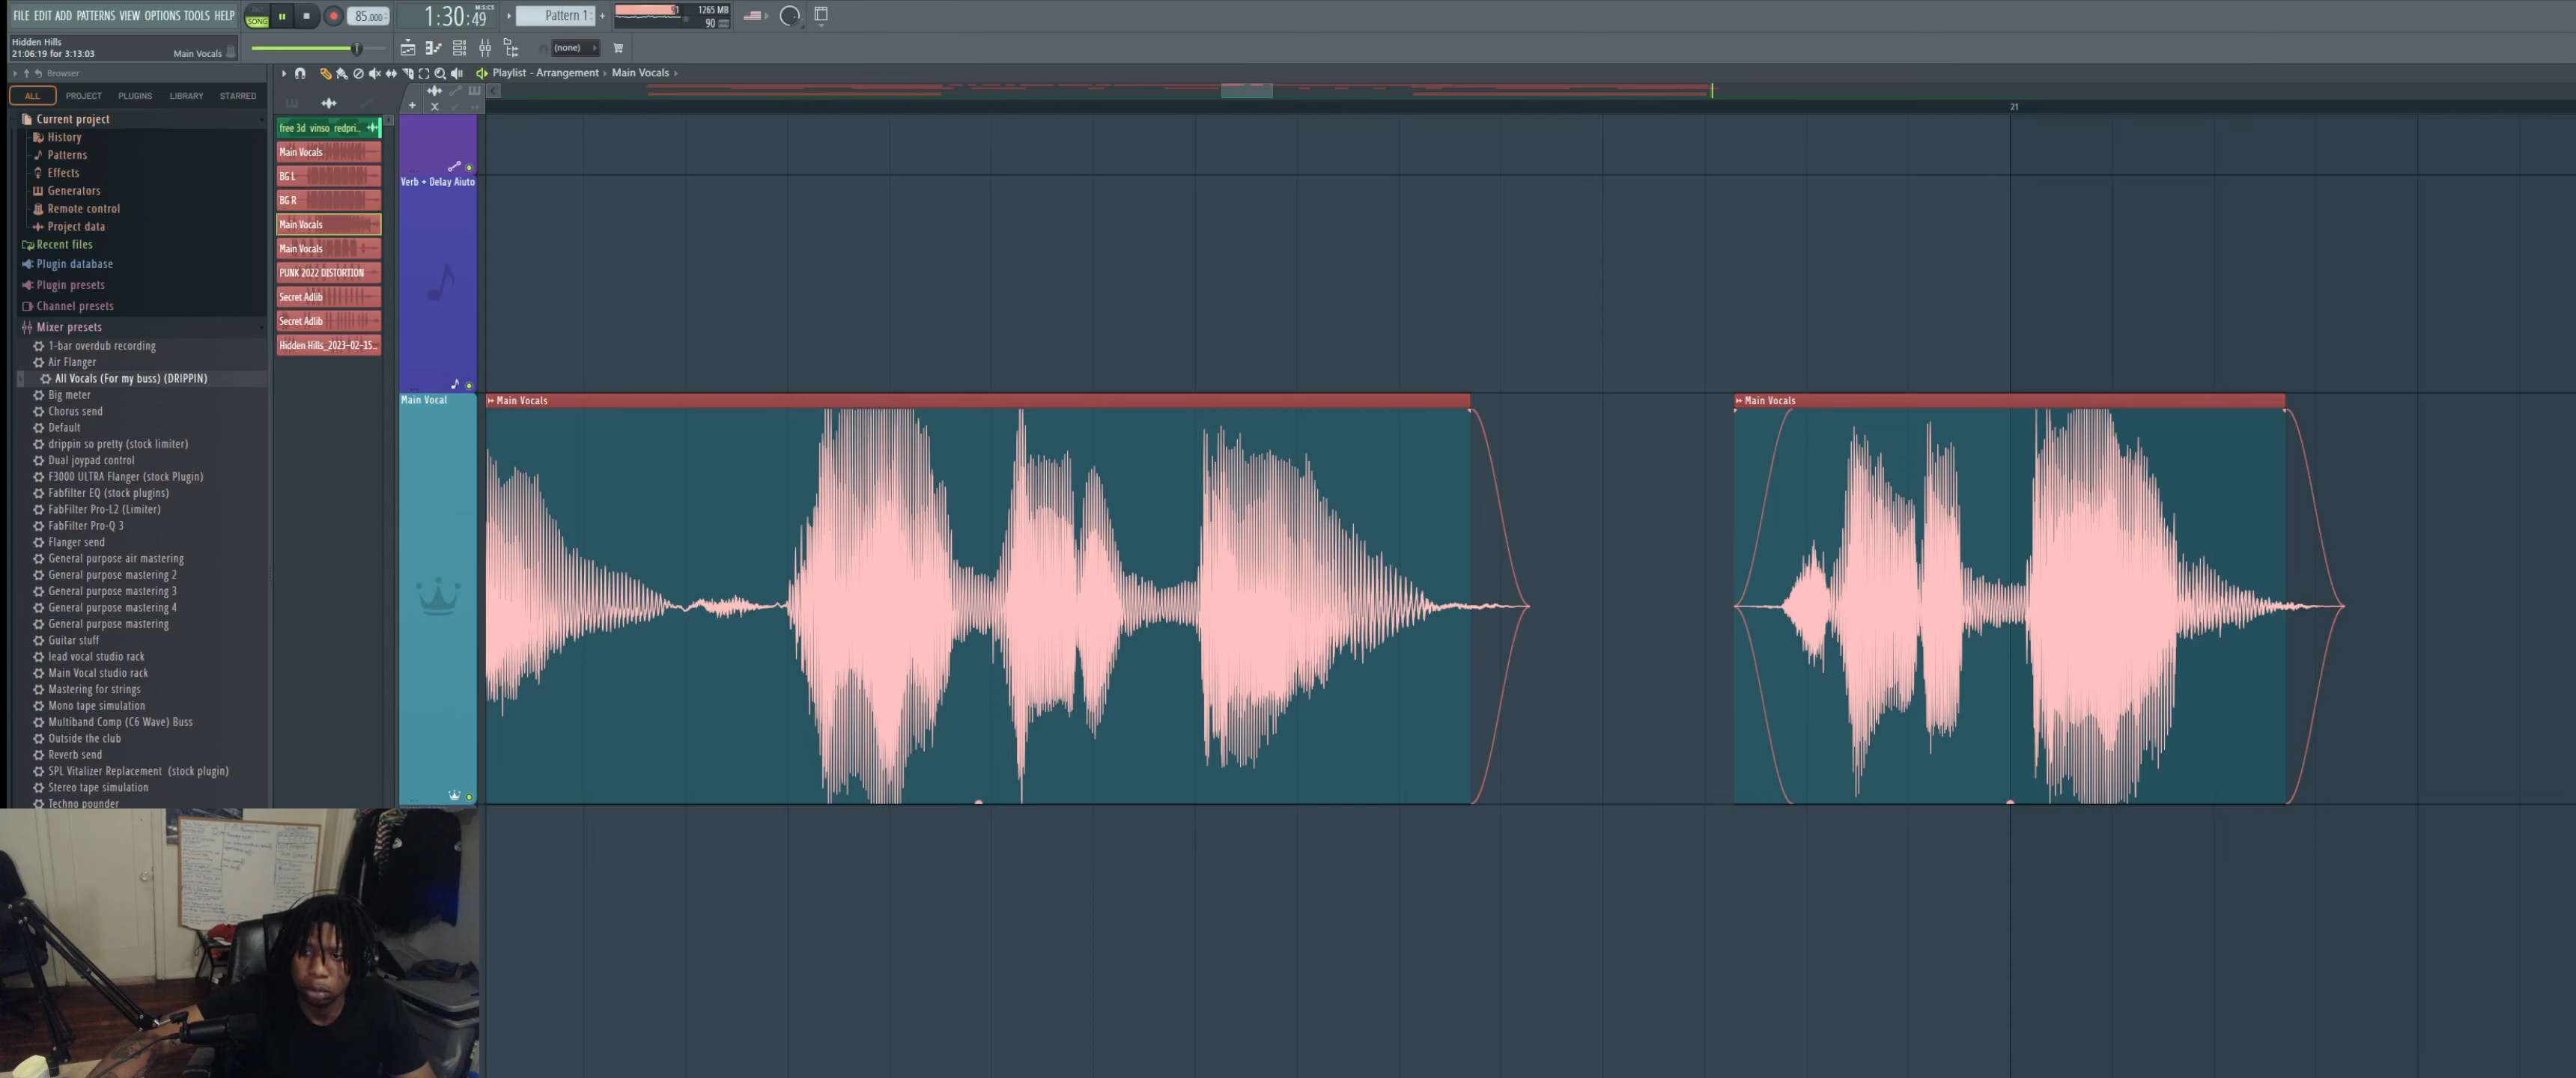 FILE EDIT ADD PATTERNS VIEW OPTIONS TOOLS HELP
SONG
85.000
1:30:49
M:S:CS
Pattern 1
1265 MB
90
Hidden Hills
21:06:19 for 3:13:03
Main Vocals
(none)
Browser
Playlist - Arrangement
Main Vocals
ALL
PROJECT
PLUGINS
LIBRARY
STARRED
21
Current project
History
Patterns
Effects
Generators
Remote control
Project data
Recent files
Plugin database
Plugin presets
Channel presets
Mixer presets
1-bar overdub recording
Air Flanger
All Vocals (For my buss) (DRIPPIN)
Big meter
Chorus send
Default
drippin so pretty (stock limiter)
Dual joypad control
F3000 ULTRA Flanger (stock Plugin)
Fabfilter EQ (stock plugins)
FabFilter Pro-L2 (Limiter)
FabFilter Pro-Q 3
Flanger send
General purpose air mastering
General purpose mastering 2
General purpose mastering 3
General purpose mastering 4
General purpose mastering
Guitar stuff
lead vocal studio rack
Main Vocal studio rack
Mastering for strings
Mono tape simulation
Multiband Comp (C6 Wave) Buss
Outside the club
Reverb send
SPL Vitalizer Replacement (stock plugin)
Stereo tape simulation
Techno pounder
free 3d vinso redpri..
Main Vocals
BG L
BG R
Main Vocals
Main Vocals
PUNK 2022 DISTORTION
Secret Adlib
Secret Adlib
Hidden Hills_2023-02-15...
Verb + Delay Aiuto
Main Vocal
Main Vocals
Main Vocals